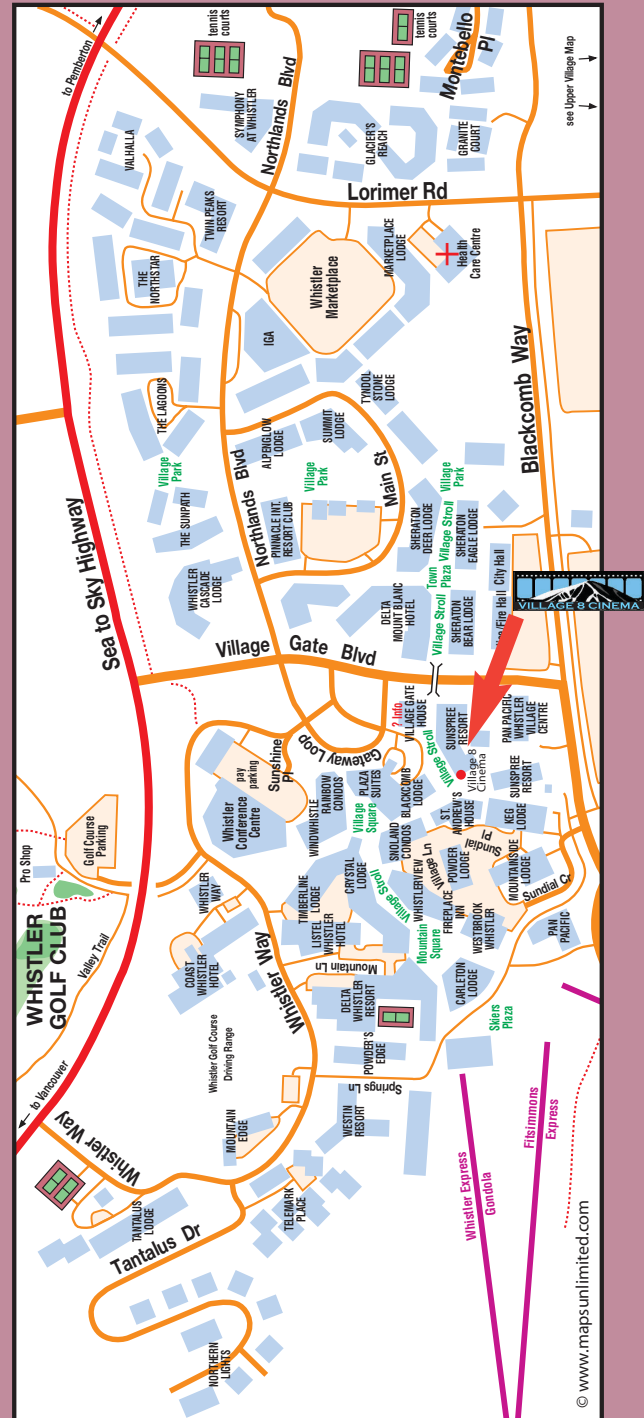 to Pemberton
tennis
courts
tennis
courts
Montebello
Pl
see Upper Village Map
SYMPHONY
AT WHISTLER
Northlands Blvd
VALHALLA
GLACIER'S
REACH
GRANITE
COURT
TWIN PEAKS
RESORT
Lorimer Rd
THE
NORTHSTAR
Whistler
Marketplace
MARKETPLACE
LODGE
Health
Care Centre
IGA
TYNDOL
STONE
LODGE
THE LAGOONS
Village
Park
ALPENGLOW
LODGE
SUMMIT
LODGE
Village
Park
Main St
Blackcomb Way
Village
Park
THE SUNPATH
Northlands Blvd
PINNACLE INT.
RESORT CLUB
SHERATON
DEER LODGE
Village Stroll
SHERATON
EAGLE LODGE
Sea to Sky Highway
WHISTLER
CASCADE
LODGE
Town
Plaza
City Hall
DELTA
MOUNT BLANC
HOTEL
Village Stroll
SHERATON
BEAR LODGE
Fire Hall
VILLAGE 8 CINEMA
Village Gate Blvd
? Info
VILLAGE GATE
HOUSE
SUNSPREE
RESORT
PAN PACIFIC
WHISTLER
VILLAGE
CENTRE
Gateway Loop
Village Stroll
Village 8
Cinema
pay
parking
Sunshine
Pl
SUNSPREE
RESORT
Whistler
Conference
Centre
RAINBOW
CONDOS
WINDWHISTLE
PLAZA
SUITES
Village
Square
BLACKCOMB
LODGE
ST.
ANDREW'S
HOUSE
KEG
LODGE
SNOLAND
CONDOS
Sundial
Pl
Village Ln
POWDER
LODGE
MOUNTAINSIDE
LODGE
Sundial Cr
Pro Shop
Golf Course
Parking
WHISTLER
WAY
CRYSTAL
LODGE
TIMBERLINE
LODGE
LISTEL
WHISTLER
HOTEL
Village Stroll
WHISTLERVIEW
FIREPLACE
INN
WESTBROOK
WHISTLER
PAN
PACIFIC
WHISTLER
GOLF CLUB
Valley Trail
COAST
WHISTLER
HOTEL
Whistler Way
Mountain Ln
Mountain
Square
CARLETON
LODGE
Skiers
Plaza
DELTA
WHISTLER
RESORT
POWDER'S
EDGE
Whistler Golf Course
Driving Range
to Vancouver
Springs Ln
Whistler Way
MOUNTAIN
EDGE
WESTIN
RESORT
TANTALUS
LODGE
TELEMARK
PLACE
Tantalus Dr
Whistler Express
Gondola
Fitsimmons
Express
NORTHERN
LIGHTS
© www.mapsunlimited.com